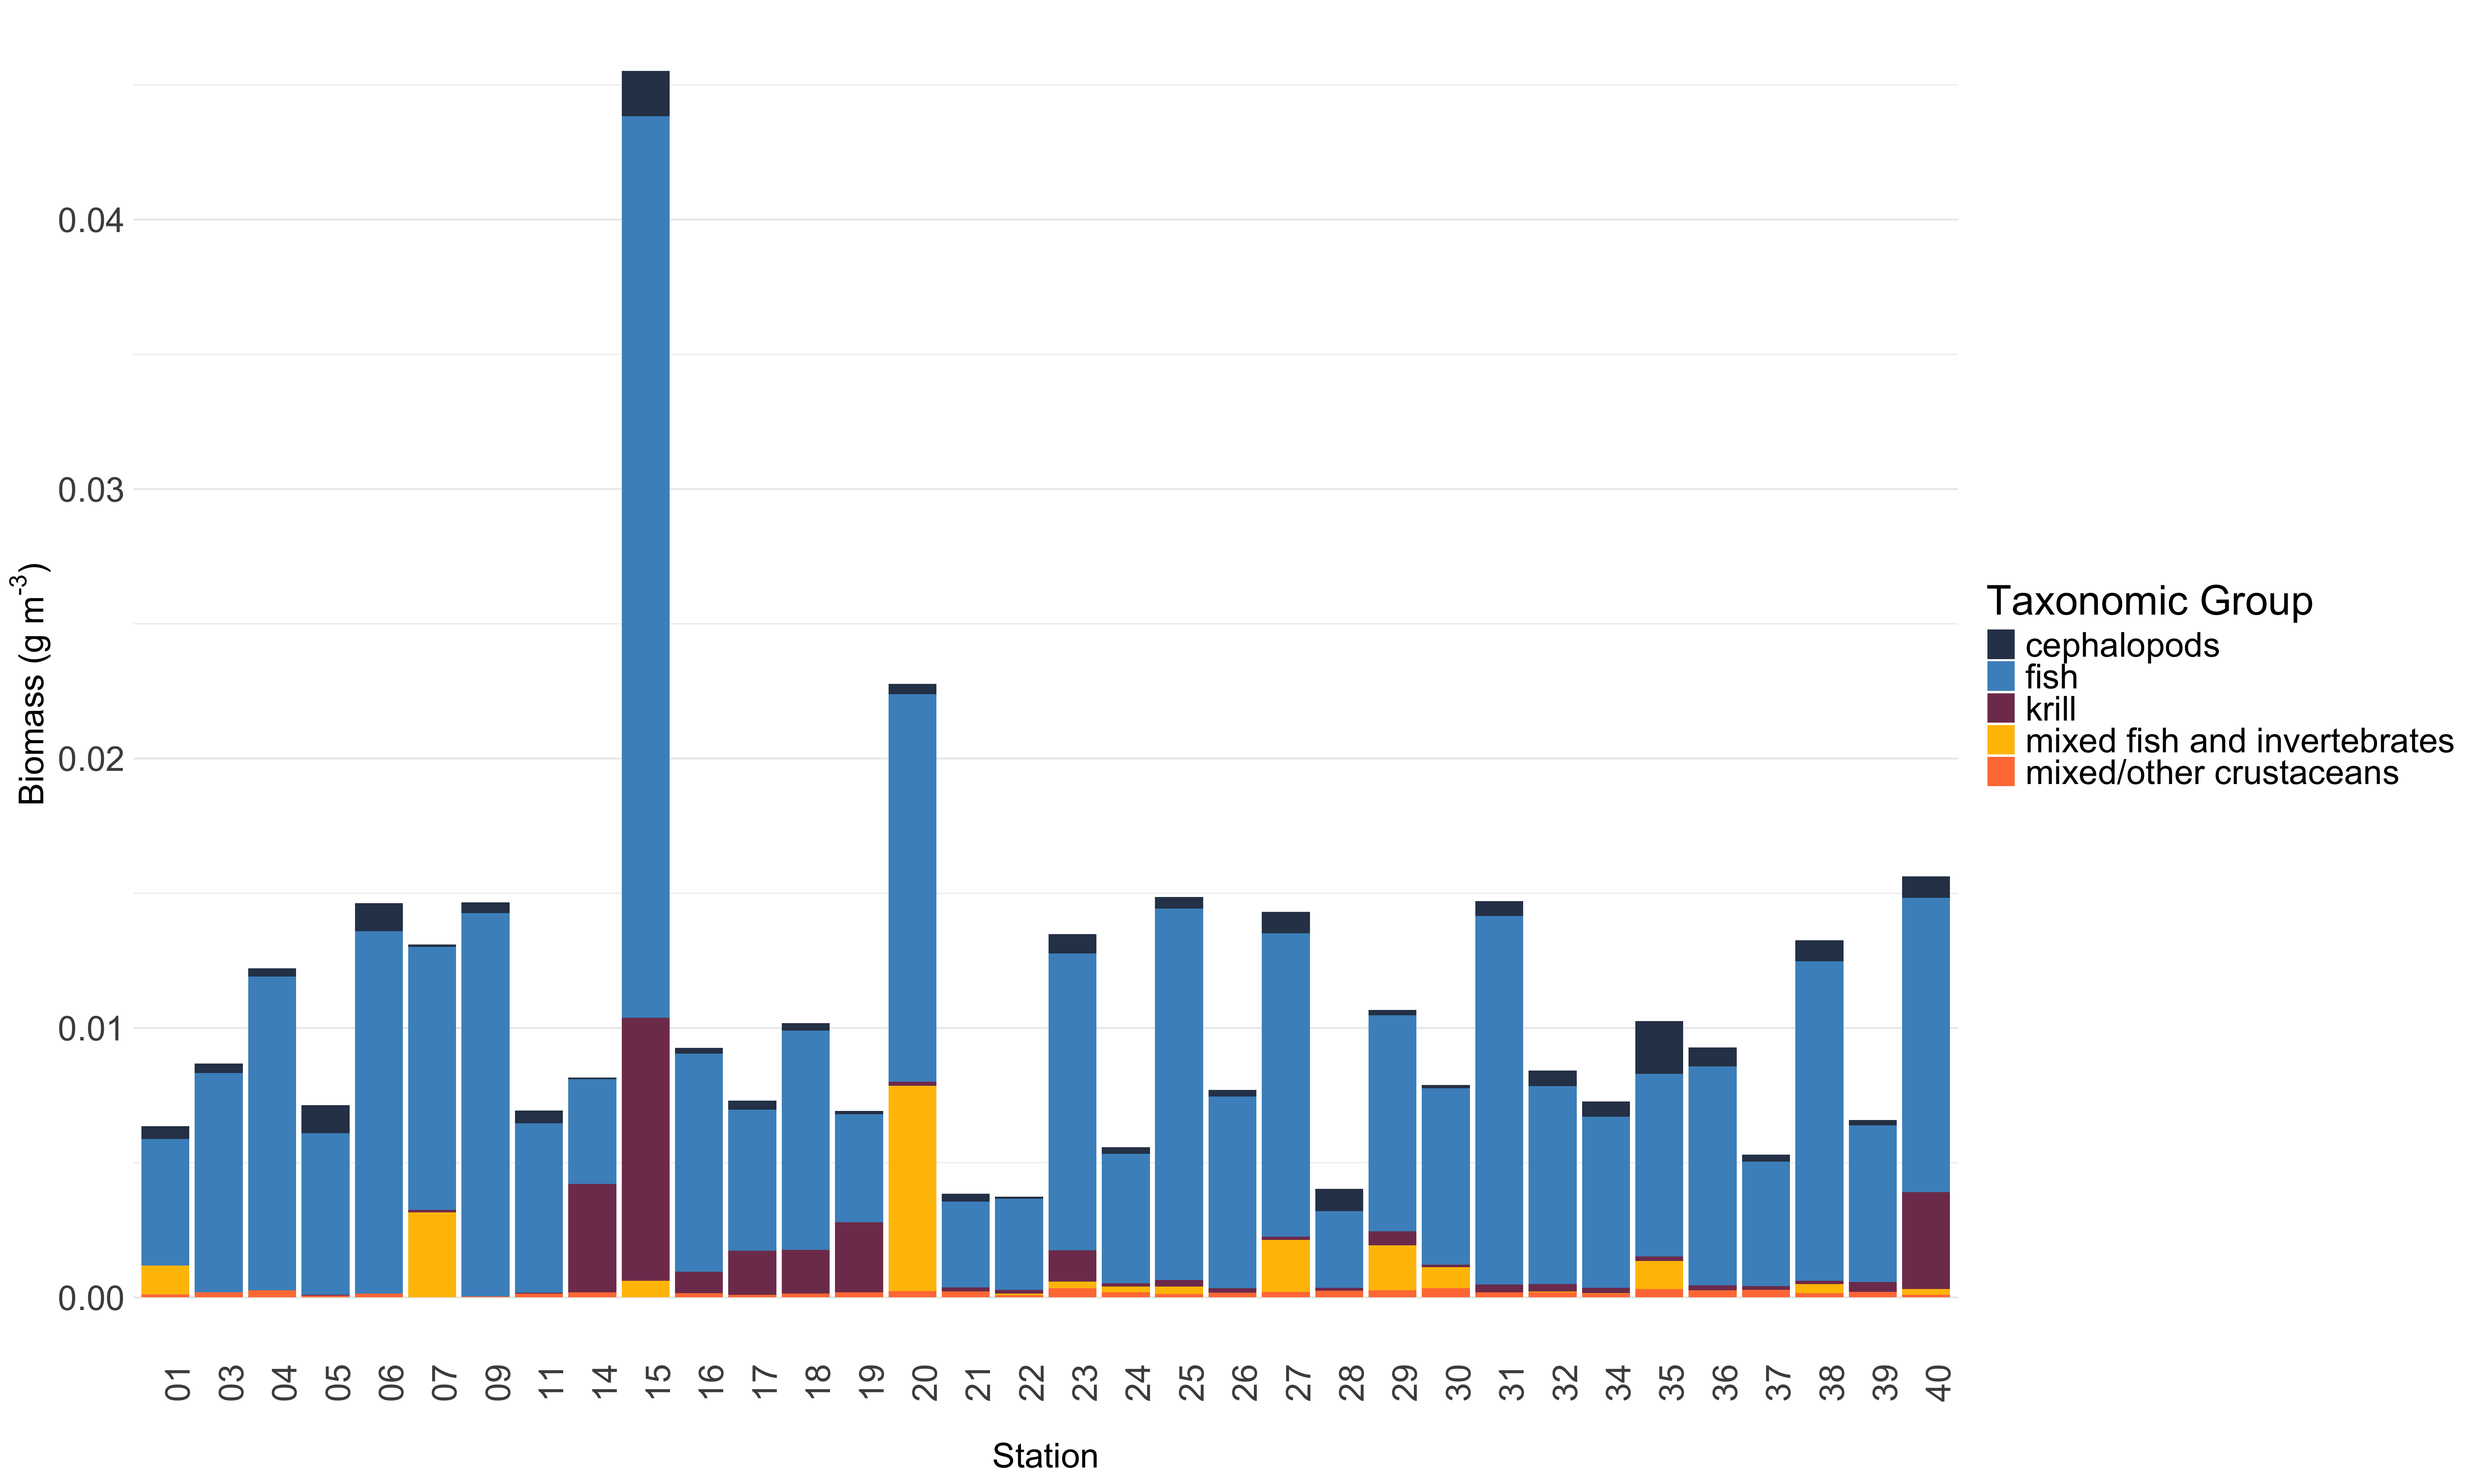 0.04
0.03
0.02
0.01
0.00
Biomass (g m-3)
01 03 04 05 06 07 09 11 14 15 16 17 18 19 20 21 22 23 24 25 26 27 28 29 30 31 32 34 35 36 37 38 39 40
Station
Taxonomic Group
cephalopods
fish
krill
mixed fish and invertebrates
mixed/other crustaceans